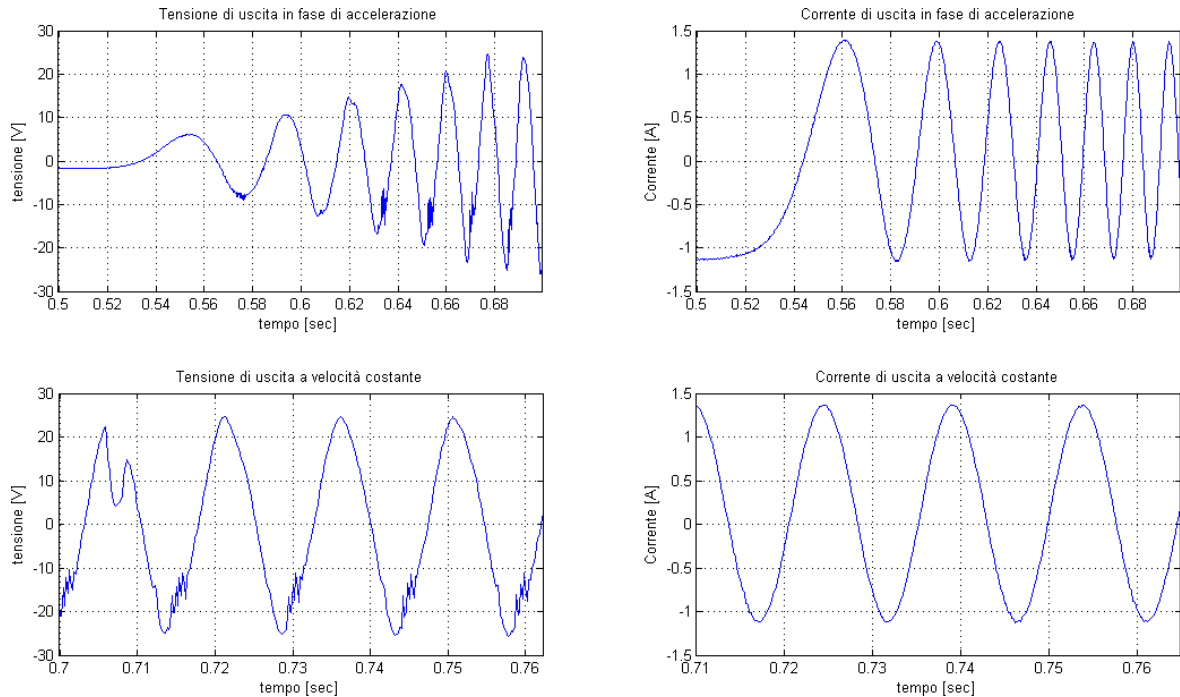 Tensione di uscita in fase di accelerazione
30
20
10
0
-10
-20
-30
tensione [V]
0.5 0.52 0.54 0.56 0.58 0.6 0.62 0.64 0.66 0.68
tempo [sec]
Corrente di uscita in fase di accelerazione
1.5
1
0.5
0
-0.5
-1
-1.5
Corrente [A]
0.5 0.52 0.54 0.56 0.58 0.6 0.62 0.64 0.66 0.68
tempo [sec]
Tensione di uscita a velocità costante
30
20
10
0
-10
-20
-30
tensione [V]
0.7 0.71 0.72 0.73 0.74 0.75 0.76
tempo [sec]
Corrente di uscita a velocità costante
1.5
1
0.5
0
-0.5
-1
-1.5
Corrente [A]
0.71 0.72 0.73 0.74 0.75 0.76
tempo [sec]